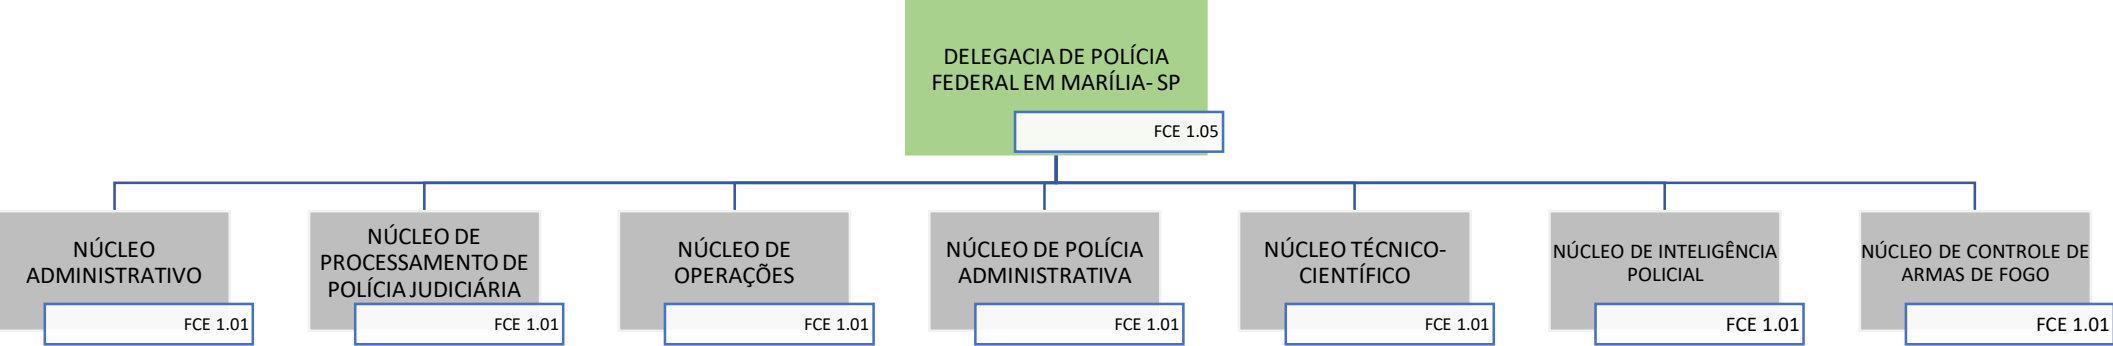 DELEGACIA DE POLÍCIA
FEDERAL EM MARÍLIA- SP
FCE 1.05
NÚCLEO
ADMINISTRATIVO
FCE 1.01
NÚCLEO DE
PROCESSAMENTO DE
POLÍCIA JUDICIÁRIA
FCE 1.01
NÚCLEO DE
OPERAÇÕES
FCE 1.01
NÚCLEO DE POLÍCIA
ADMINISTRATIVA
FCE 1.01
NÚCLEO TÉCNICO-
CIENTÍFICO
FCE 1.01
NÚCLEO DE INTELIGÊNCIA
POLICIAL
FCE 1.01
NÚCLEO DE CONTROLE DE
ARMAS DE FOGO
FCE 1.01